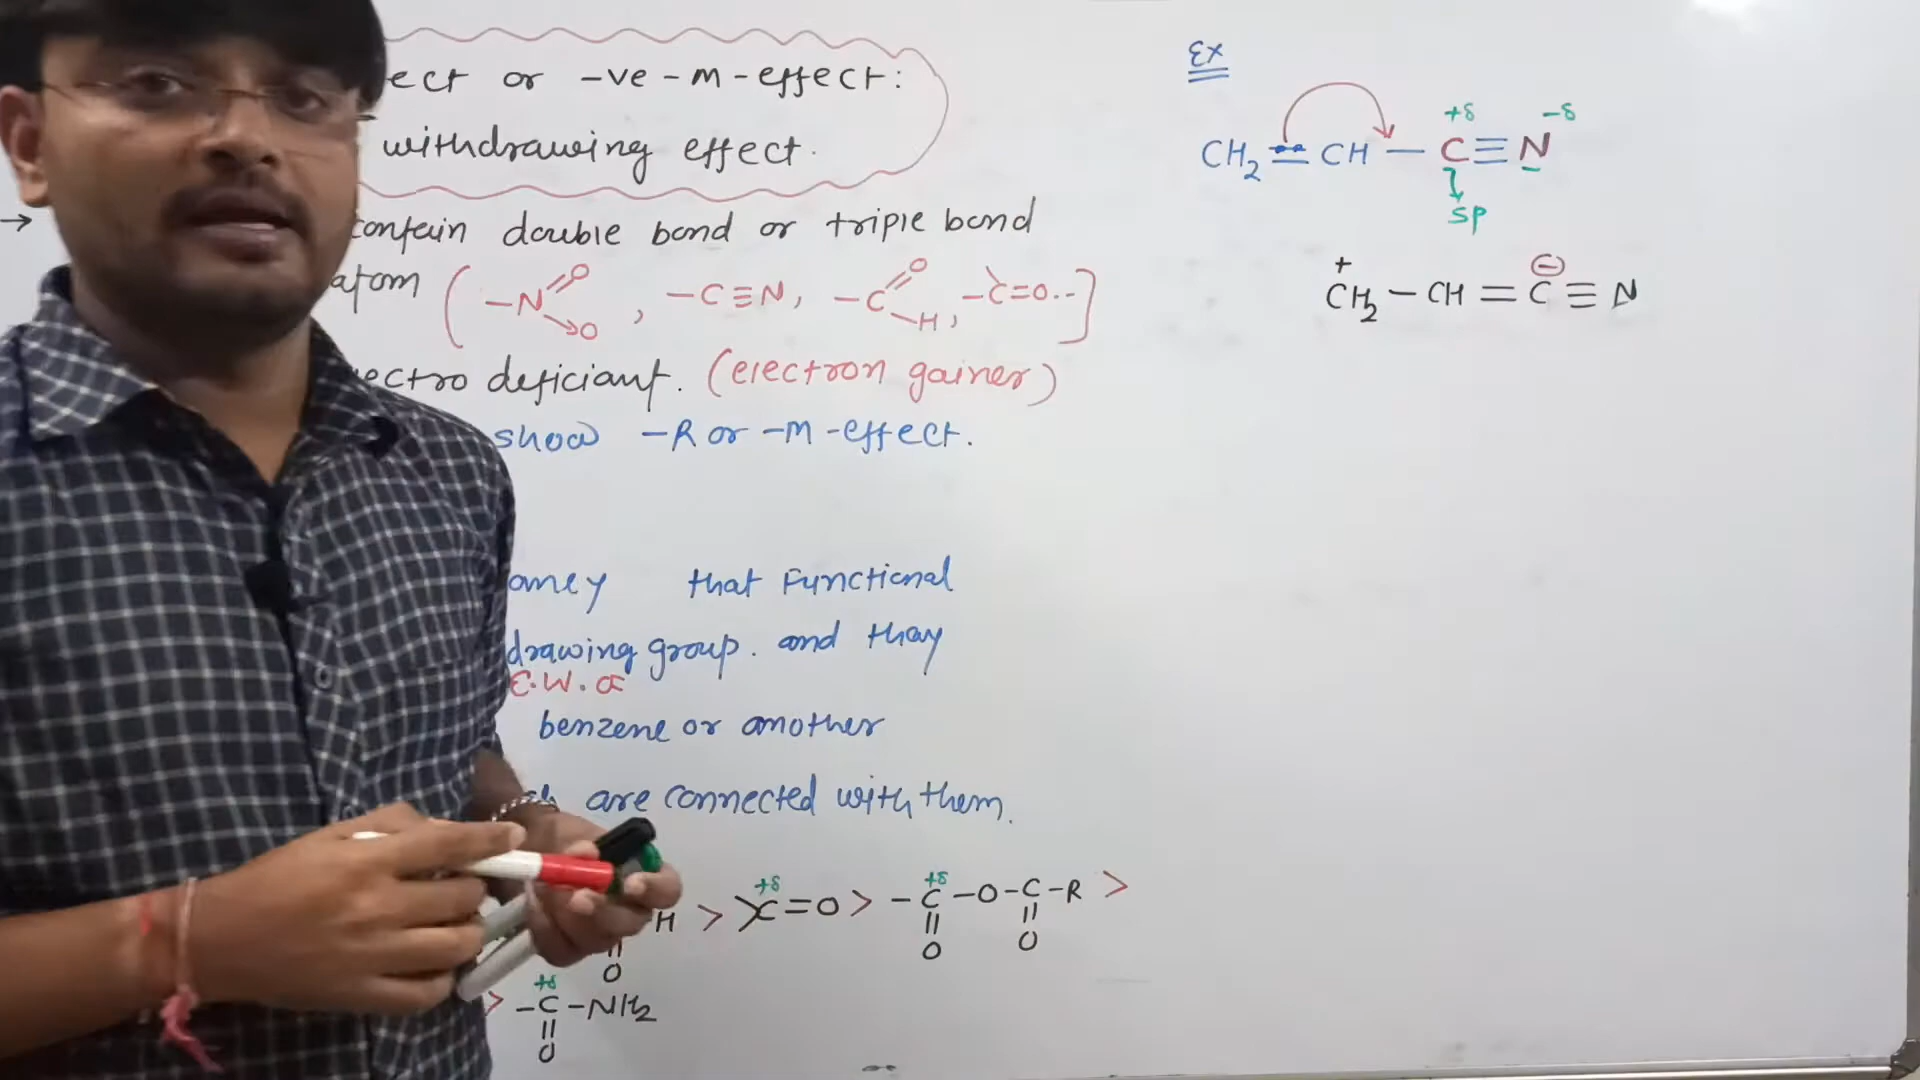 ect or -ve-m-effect:
withdrawing effect.
→ contain double bond or triple bond
atom ( -N=O→O , -C≡N, -C=O-H, -C=O.. ]
ectro deficiant. (electron gainer)
show -R or -M-effect.
that Functional
drawing group. and thay
E.W.G
benzene or another
are connected with them.
H > >C=O > -C-O-C-R >
+δ +δ
O O O
> -C-NH₂
+δ
O
Ex
+δ -δ
CH₂=CH-C≡N
sp
+ ⊖
CH₂-CH=C≡N